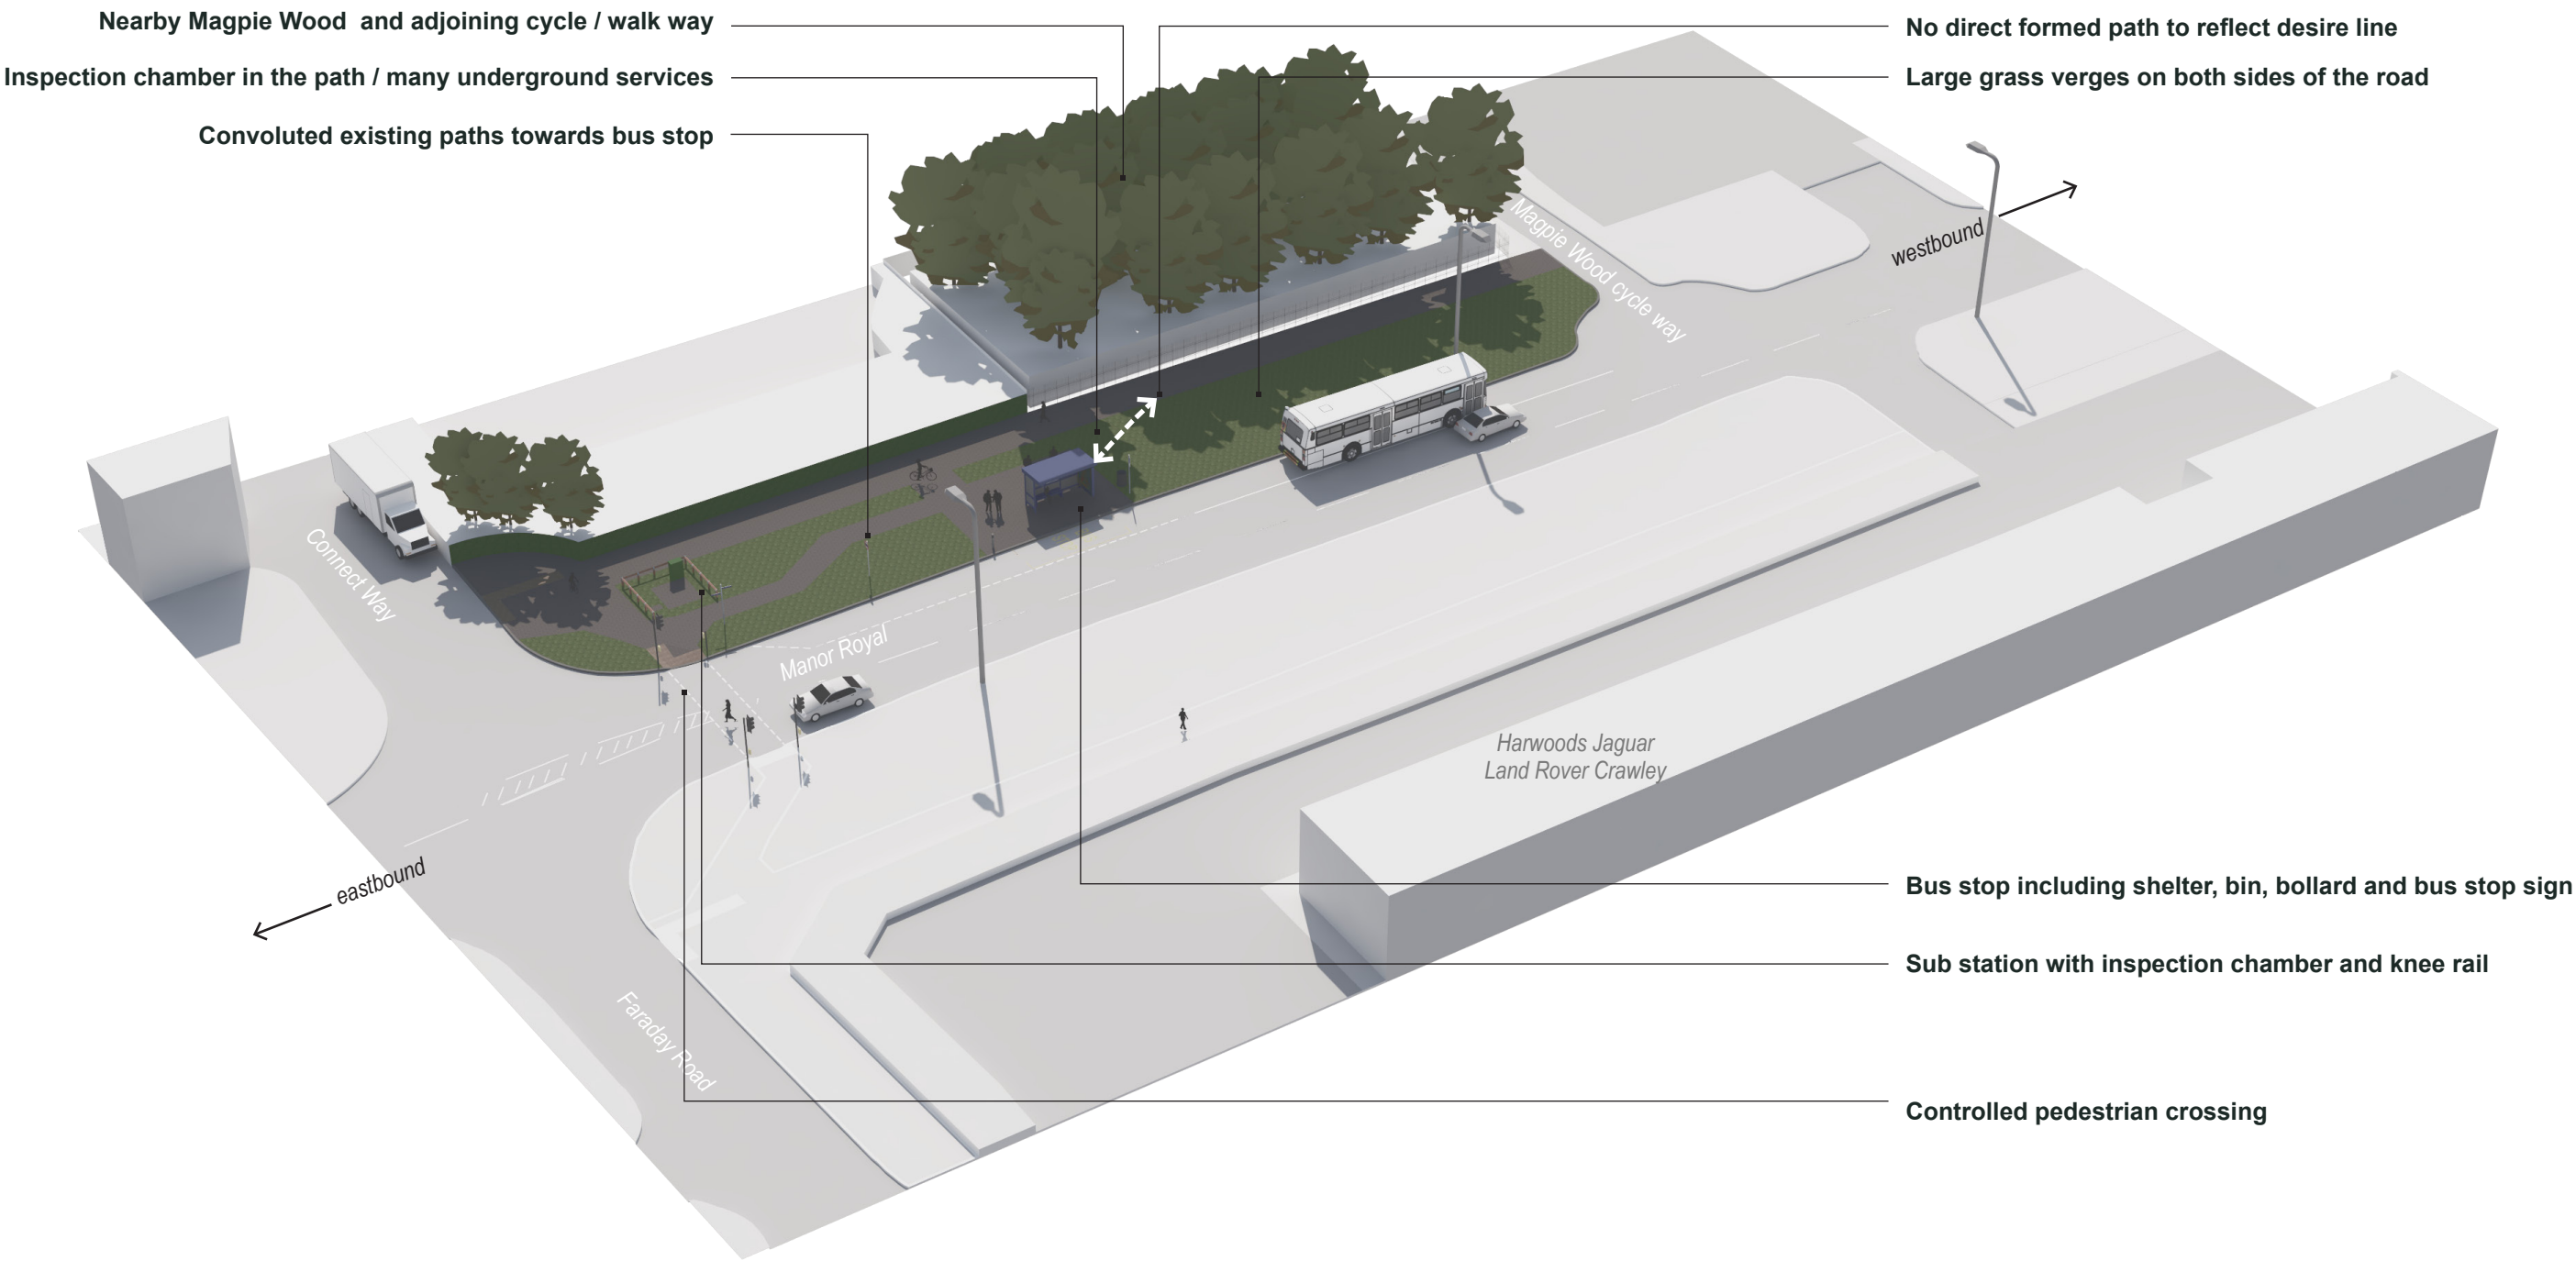 Nearby Magpie Wood  and adjoining cycle / walk way
Inspection chamber in the path / many underground services
Convoluted existing paths towards bus stop
No direct formed path to reflect desire line
Large grass verges on both sides of the road
westbound
Magpie Wood cycle way
Connect Way
Manor Royal
Harwoods Jaguar
Land Rover Crawley
eastbound
Faraday Road
Bus stop including shelter, bin, bollard and bus stop sign
Sub station with inspection chamber and knee rail
Controlled pedestrian crossing